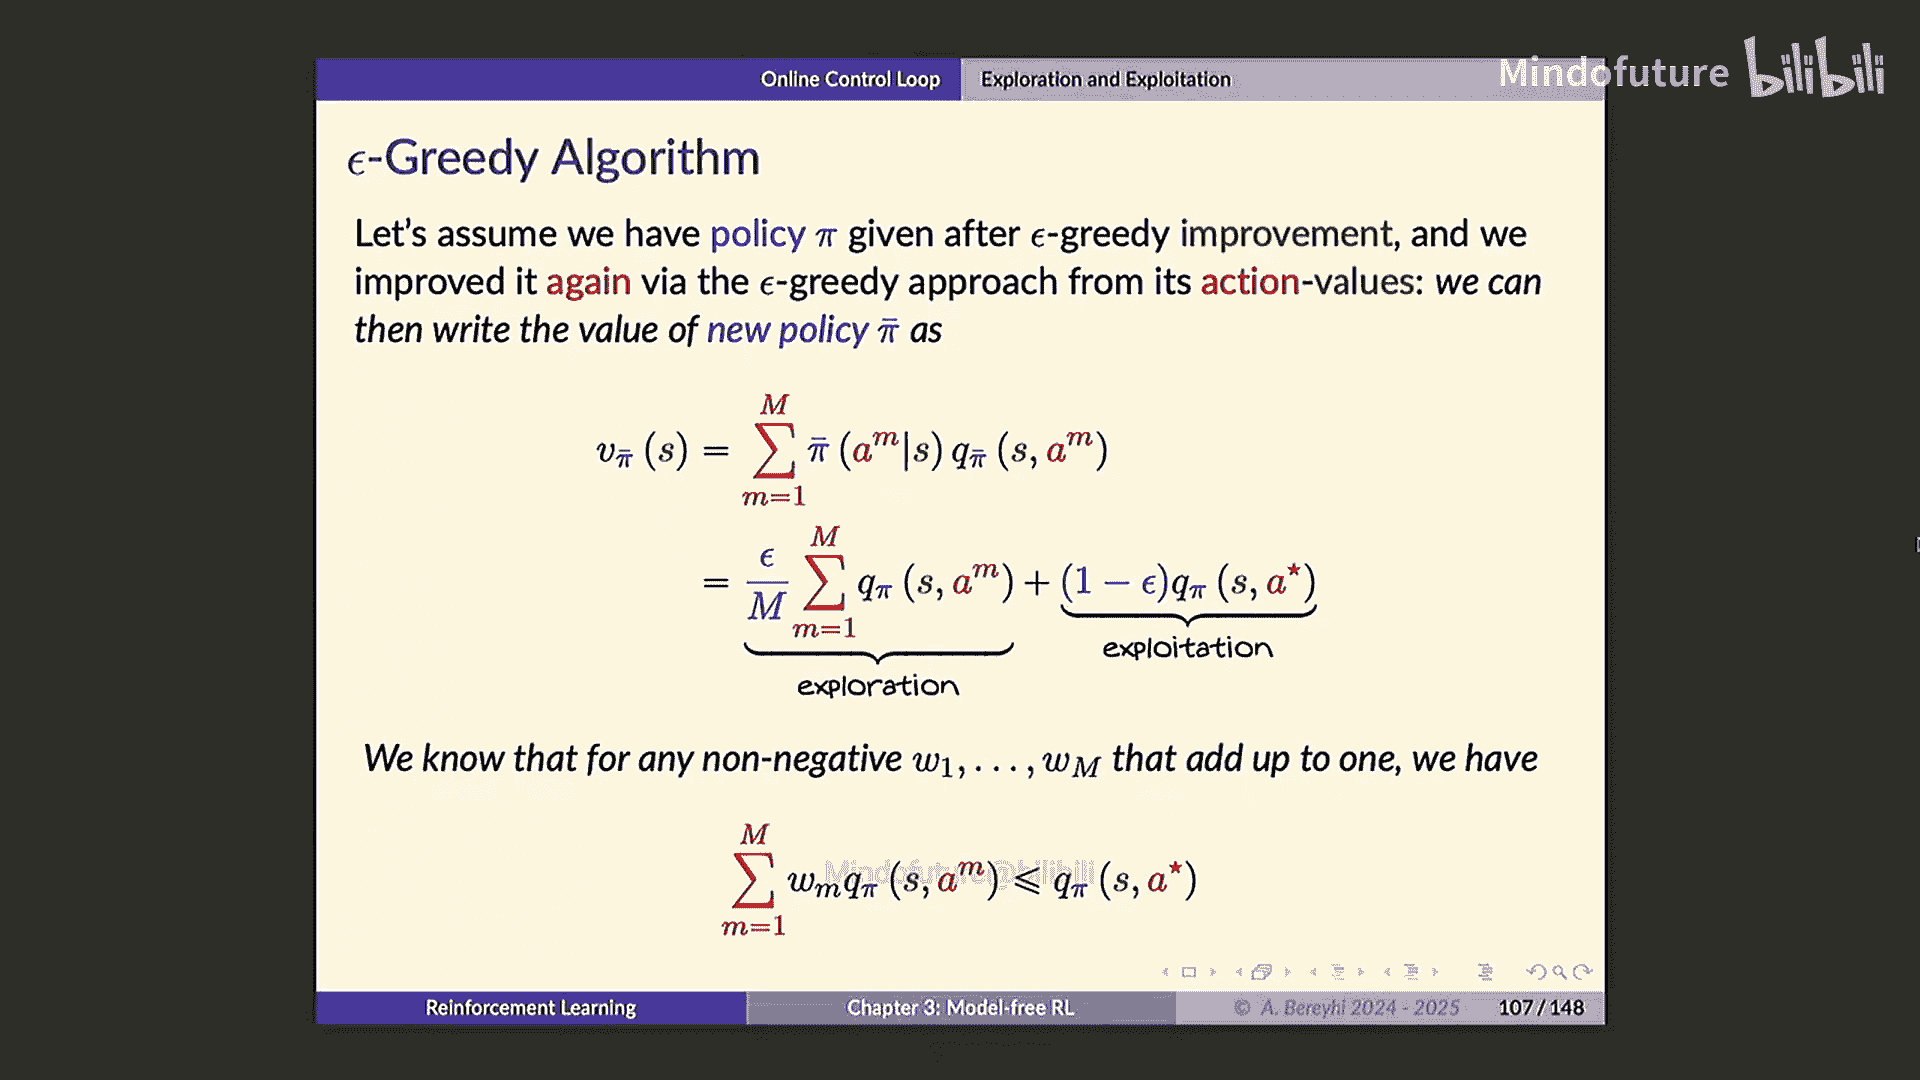 Online Control Loop Exploration and Exploitation
Mindofuture bilibili
ϵ-Greedy Algorithm
Let's assume we have policy π given after ϵ-greedy improvement, and we
improved it again via the ϵ-greedy approach from its action-values: we can
then write the value of new policy π̄ as
v_π̄ (s) = ∑_{m=1}^{M} π̄ (a^m|s) q_π̄ (s, a^m)
= ϵ/M ∑_{m=1}^{M} q_π (s, a^m) + (1 − ϵ)q_π (s, a^⋆)
exploration exploitation
We know that for any non-negative w_1, . . . , w_M that add up to one, we have
∑_{m=1}^{M} w_m q_π (s, a^m) ⩽ q_π (s, a^⋆)
Mindofuture@bilibili
Reinforcement Learning Chapter 3: Model-free RL © A. Bereyhi 2024 - 2025 107 / 148